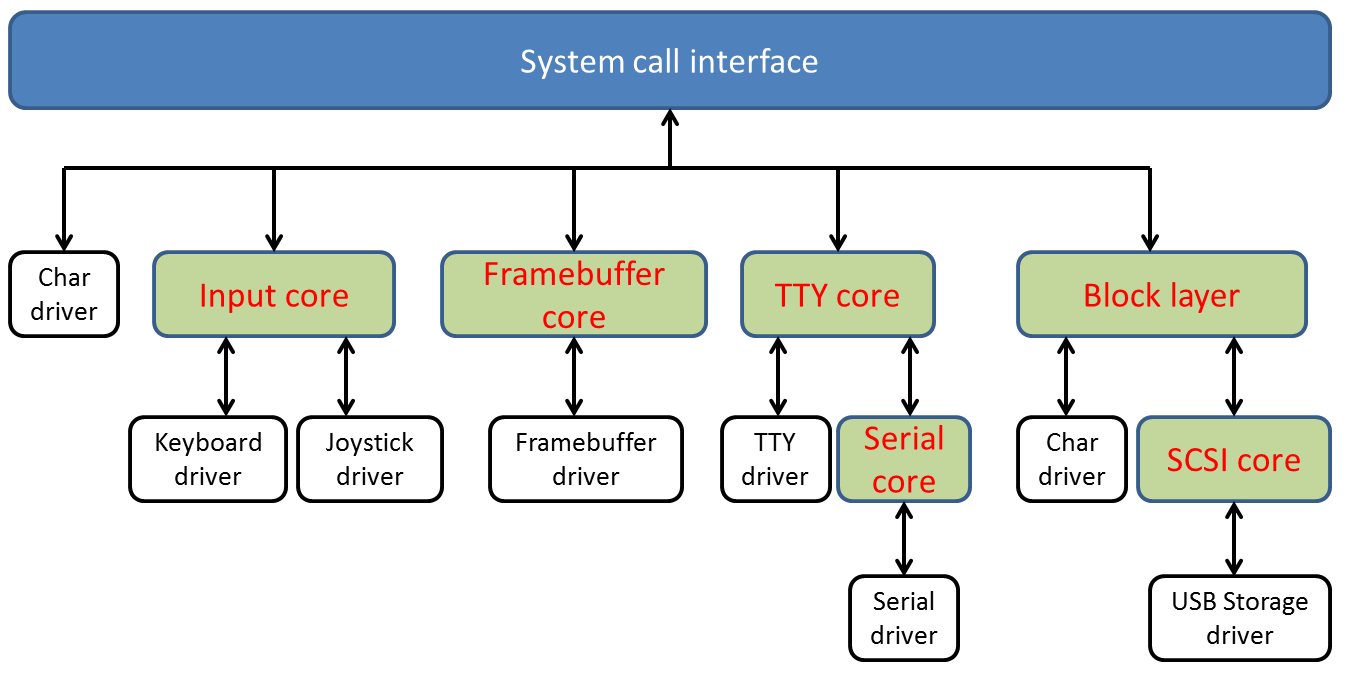 System call interface
Char
driver
Input core
Framebuffer
core
TTY core
Block layer
Keyboard
driver
Joystick
driver
Framebuffer
driver
TTY
driver
Serial
core
Char
driver
SCSI core
Serial
driver
USB Storage
driver